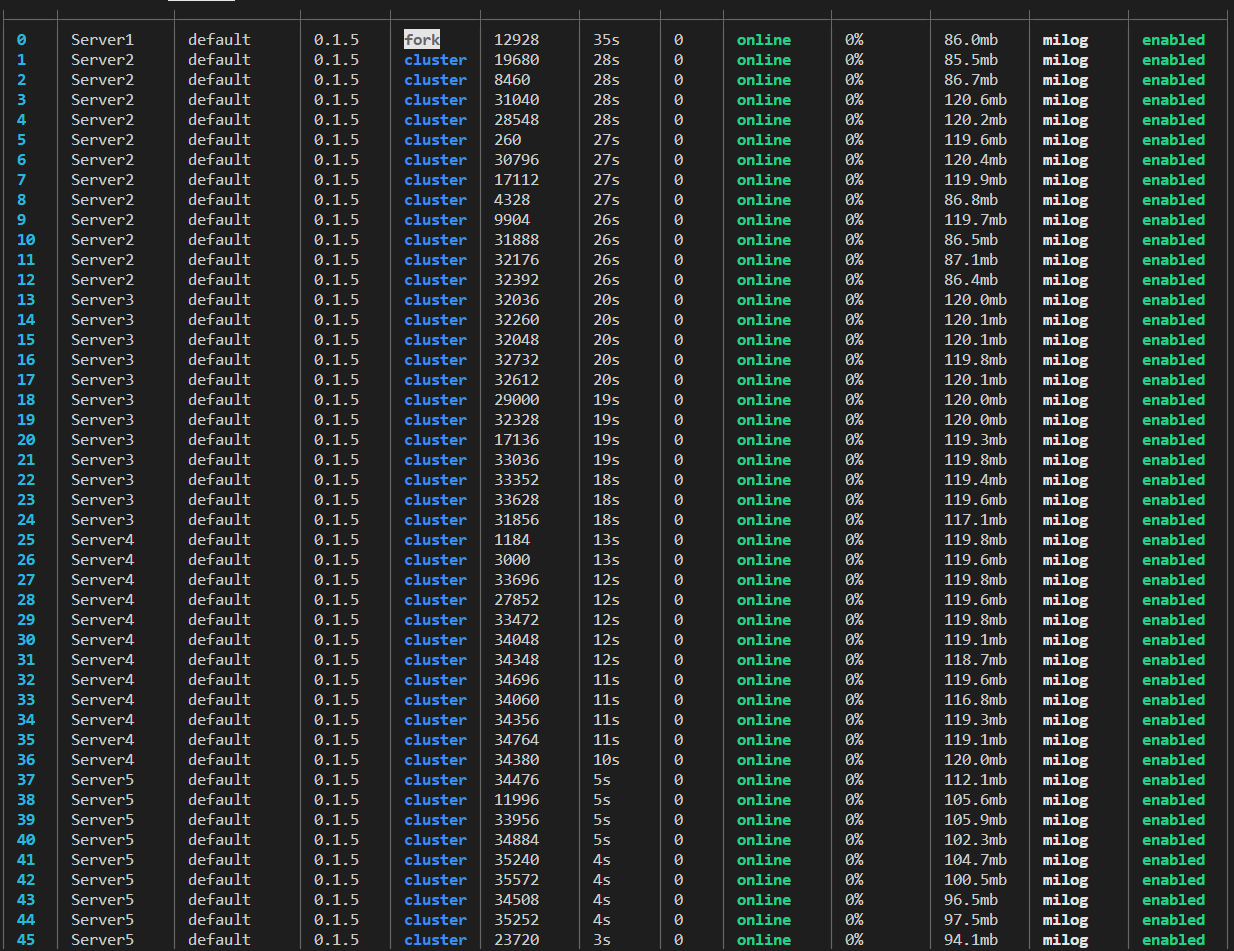 0 Server1 default 0.1.5 fork 12928 35s 0 online 0% 86.0mb milog enabled
1 Server2 default 0.1.5 cluster 19680 28s 0 online 0% 85.5mb milog enabled
2 Server2 default 0.1.5 cluster 8460 28s 0 online 0% 86.7mb milog enabled
3 Server2 default 0.1.5 cluster 31040 28s 0 online 0% 120.6mb milog enabled
4 Server2 default 0.1.5 cluster 28548 28s 0 online 0% 120.2mb milog enabled
5 Server2 default 0.1.5 cluster 260 27s 0 online 0% 119.6mb milog enabled
6 Server2 default 0.1.5 cluster 30796 27s 0 online 0% 120.4mb milog enabled
7 Server2 default 0.1.5 cluster 17112 27s 0 online 0% 119.9mb milog enabled
8 Server2 default 0.1.5 cluster 4328 27s 0 online 0% 86.8mb milog enabled
9 Server2 default 0.1.5 cluster 9904 26s 0 online 0% 119.7mb milog enabled
10 Server2 default 0.1.5 cluster 31888 26s 0 online 0% 86.5mb milog enabled
11 Server2 default 0.1.5 cluster 32176 26s 0 online 0% 87.1mb milog enabled
12 Server2 default 0.1.5 cluster 32392 26s 0 online 0% 86.4mb milog enabled
13 Server3 default 0.1.5 cluster 32036 20s 0 online 0% 120.0mb milog enabled
14 Server3 default 0.1.5 cluster 32260 20s 0 online 0% 120.1mb milog enabled
15 Server3 default 0.1.5 cluster 32048 20s 0 online 0% 120.1mb milog enabled
16 Server3 default 0.1.5 cluster 32732 20s 0 online 0% 119.8mb milog enabled
17 Server3 default 0.1.5 cluster 32612 20s 0 online 0% 120.1mb milog enabled
18 Server3 default 0.1.5 cluster 29000 19s 0 online 0% 120.0mb milog enabled
19 Server3 default 0.1.5 cluster 32328 19s 0 online 0% 120.0mb milog enabled
20 Server3 default 0.1.5 cluster 17136 19s 0 online 0% 119.3mb milog enabled
21 Server3 default 0.1.5 cluster 33036 19s 0 online 0% 119.8mb milog enabled
22 Server3 default 0.1.5 cluster 33352 18s 0 online 0% 119.4mb milog enabled
23 Server3 default 0.1.5 cluster 33628 18s 0 online 0% 119.6mb milog enabled
24 Server3 default 0.1.5 cluster 31856 18s 0 online 0% 117.1mb milog enabled
25 Server4 default 0.1.5 cluster 1184 13s 0 online 0% 119.8mb milog enabled
26 Server4 default 0.1.5 cluster 3000 13s 0 online 0% 119.6mb milog enabled
27 Server4 default 0.1.5 cluster 33696 12s 0 online 0% 119.8mb milog enabled
28 Server4 default 0.1.5 cluster 27852 12s 0 online 0% 119.6mb milog enabled
29 Server4 default 0.1.5 cluster 33472 12s 0 online 0% 119.8mb milog enabled
30 Server4 default 0.1.5 cluster 34048 12s 0 online 0% 119.1mb milog enabled
31 Server4 default 0.1.5 cluster 34348 12s 0 online 0% 118.7mb milog enabled
32 Server4 default 0.1.5 cluster 34696 11s 0 online 0% 119.6mb milog enabled
33 Server4 default 0.1.5 cluster 34060 11s 0 online 0% 116.8mb milog enabled
34 Server4 default 0.1.5 cluster 34356 11s 0 online 0% 119.3mb milog enabled
35 Server4 default 0.1.5 cluster 34764 11s 0 online 0% 119.1mb milog enabled
36 Server4 default 0.1.5 cluster 34380 10s 0 online 0% 120.0mb milog enabled
37 Server5 default 0.1.5 cluster 34476 5s 0 online 0% 112.1mb milog enabled
38 Server5 default 0.1.5 cluster 11996 5s 0 online 0% 105.6mb milog enabled
39 Server5 default 0.1.5 cluster 33956 5s 0 online 0% 105.9mb milog enabled
40 Server5 default 0.1.5 cluster 34884 5s 0 online 0% 102.3mb milog enabled
41 Server5 default 0.1.5 cluster 35240 4s 0 online 0% 104.7mb milog enabled
42 Server5 default 0.1.5 cluster 35572 4s 0 online 0% 100.5mb milog enabled
43 Server5 default 0.1.5 cluster 34508 4s 0 online 0% 96.5mb milog enabled
44 Server5 default 0.1.5 cluster 35252 4s 0 online 0% 97.5mb milog enabled
45 Server5 default 0.1.5 cluster 23720 3s 0 online 0% 94.1mb milog enabled